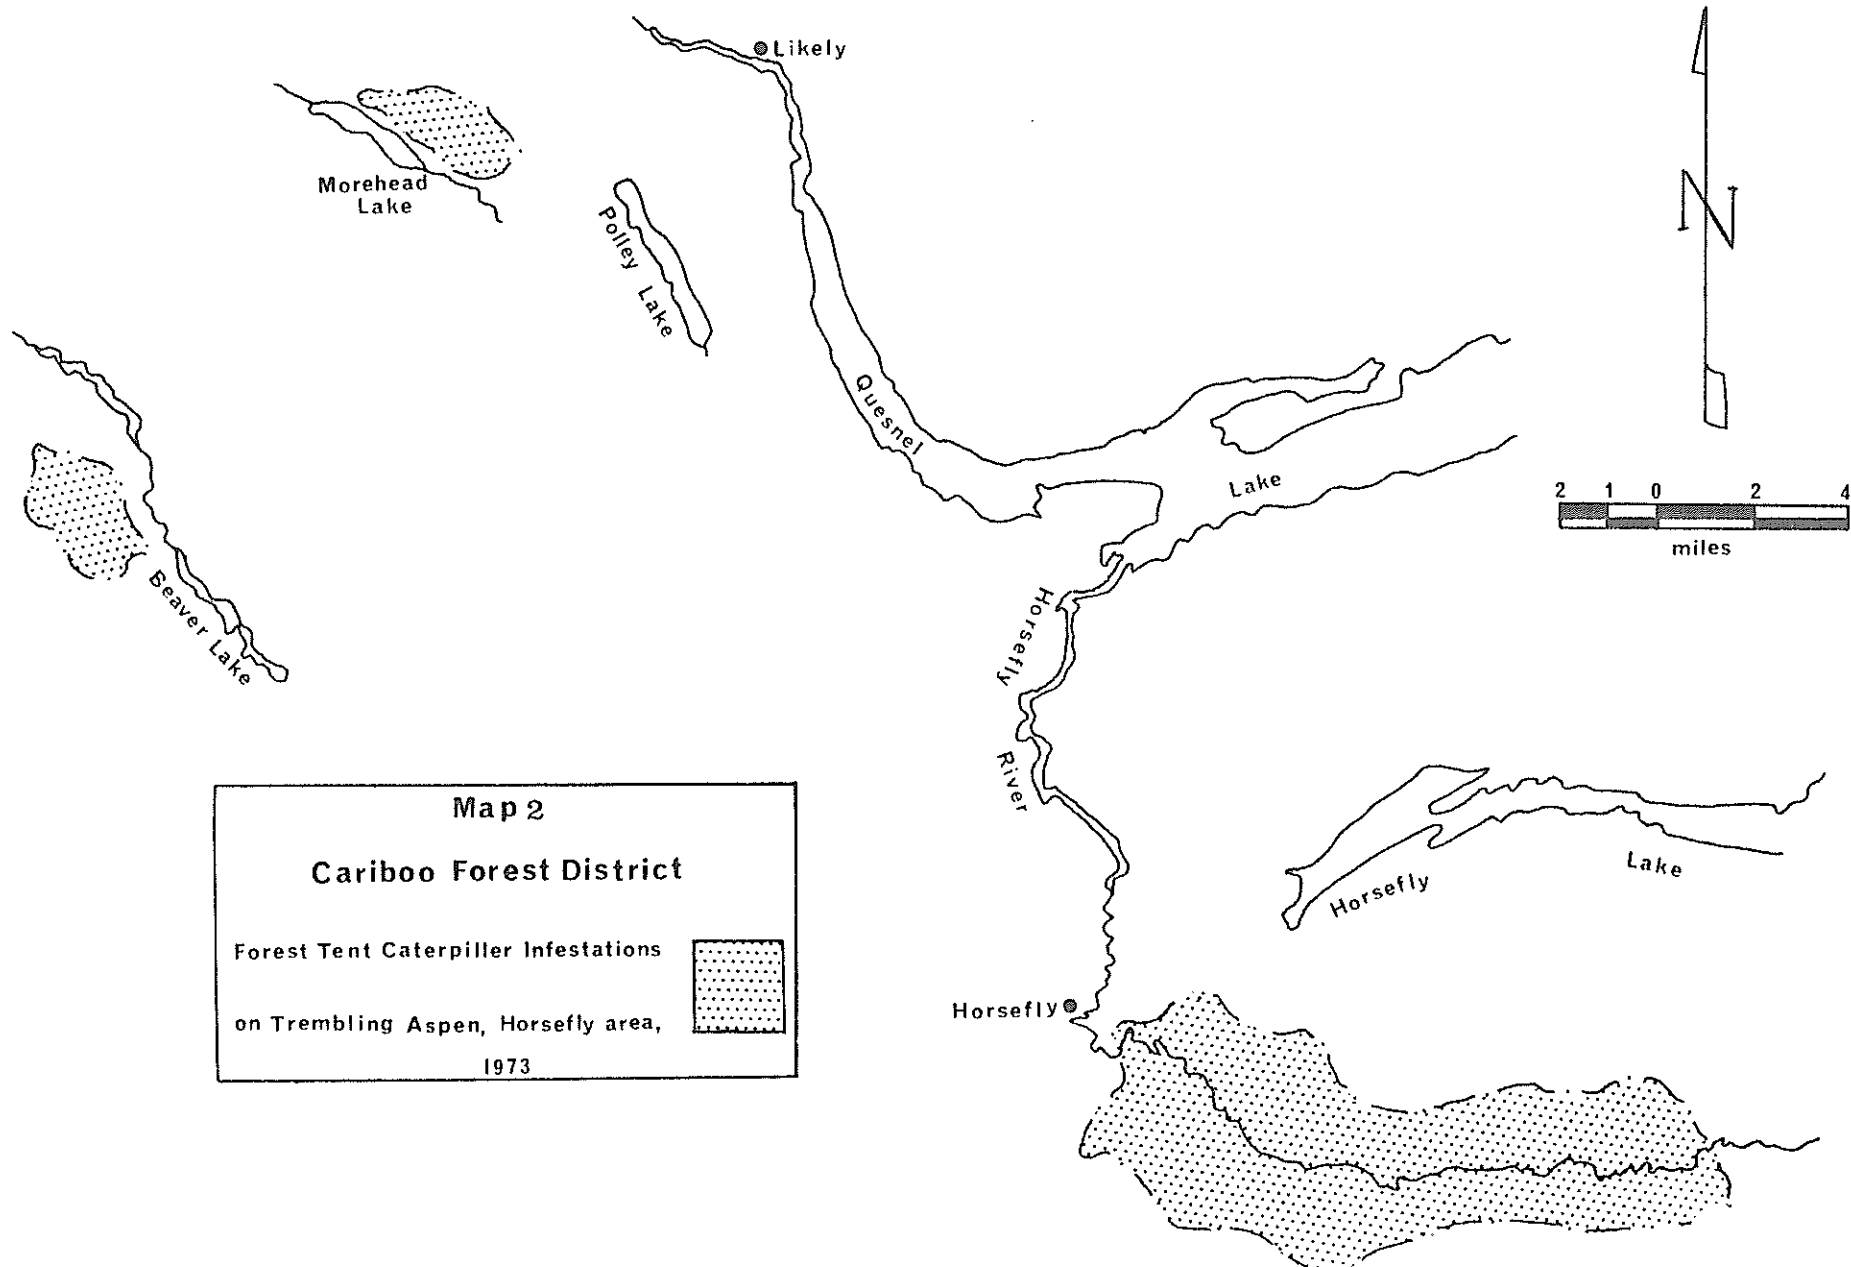 Likely
Morehead
Lake
Polley Lake
N
Quesnel
Lake
2 1 0 2 4
miles
Beaver Lake
Horsefly
River
Map 2
Cariboo Forest District
Forest Tent Caterpiller Infestations
on Trembling Aspen, Horsefly area,
1973
Horsefly
Lake
Horsefly